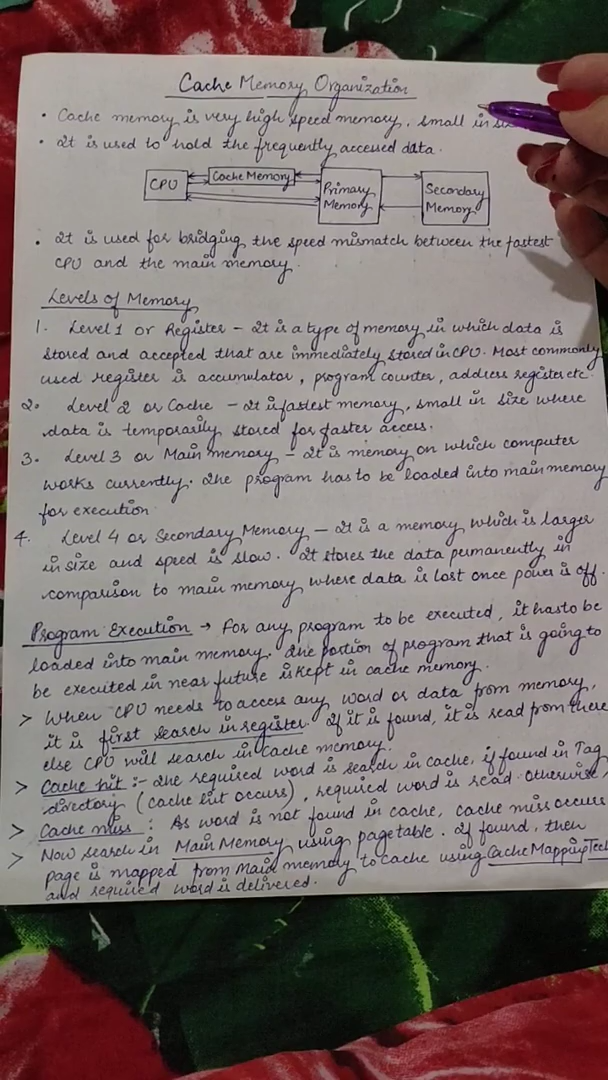 Cache Memory Organization
• Cache memory is very high speed memory, small in
• It is used to hold the frequently accessed data.
CPU Cache Memory Primary Memory Secondary Memory
• It is used for bridging the speed mismatch between the fastest
CPU and the main memory.
Levels of Memory
1. Level 1 or Register – It is a type of memory in which data is
stored and accepted that are immediately stored in CPU. Most commonly
used register is accumulator, program counter, address register etc.
2. Level 2 or Cache – It is fastest memory, small in size where
data is temporarily stored for faster access.
3. Level 3 or Main memory – It is memory on which computer
works currently. The program has to be loaded into main memory
for execution
4. Level 4 or Secondary Memory – It is a memory which is larger
in size and speed is slow. It stores the data permanently in
comparison to main memory where data is lost once power is off.
Program Execution → For any program to be executed, it has to be
loaded into main memory. The portion of program that is going to
be executed in near future is kept in cache memory.
> When CPU needs to access any word or data from memory,
it is first search in register. If it is found, it is read from there
else CPU will search in cache memory.
> Cache hit :- The required word is search in cache, if found in Tag
directory (cache hit occurs), required word is read otherwise,
> Cache miss : As word is not found in cache, cache miss occurs
> Now search in Main Memory using page table. If found, then
page is mapped from Main memory to cache using Cache Mapping
and required word is delivered.